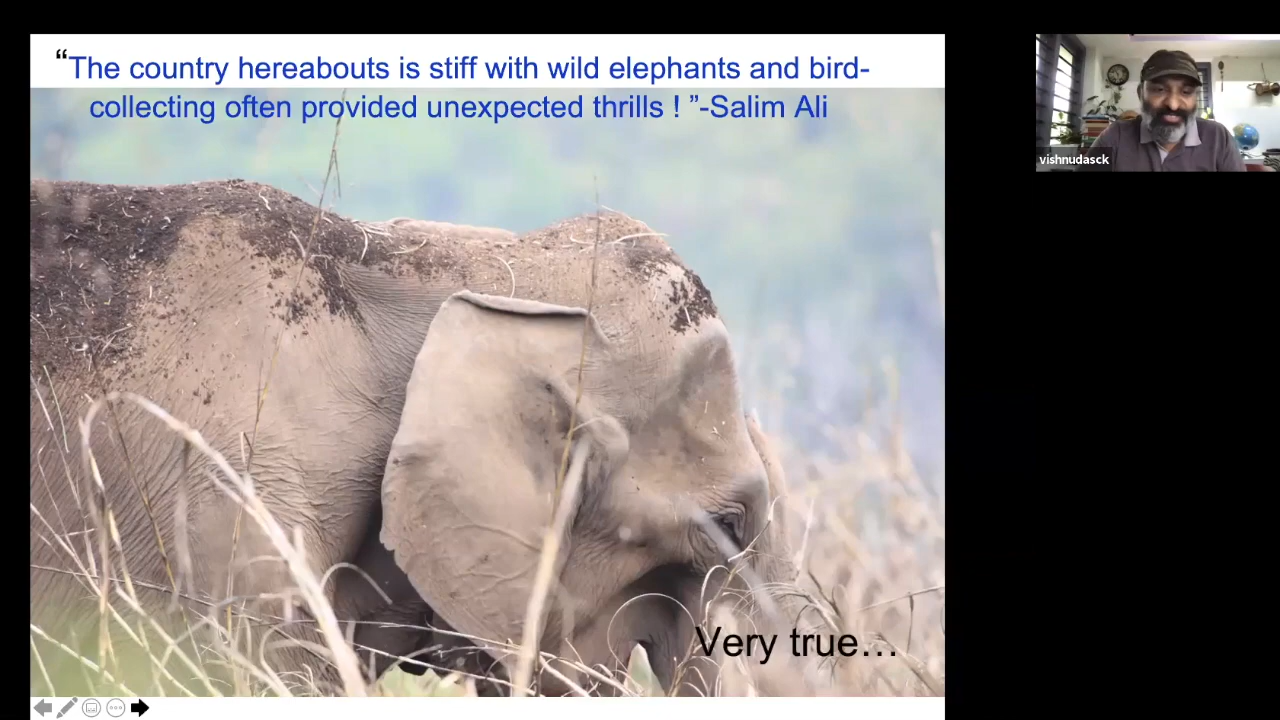 “The country hereabouts is stiff with wild elephants and bird-
collecting often provided unexpected thrills ! ”-Salim Ali
vishnudasck
Very true…